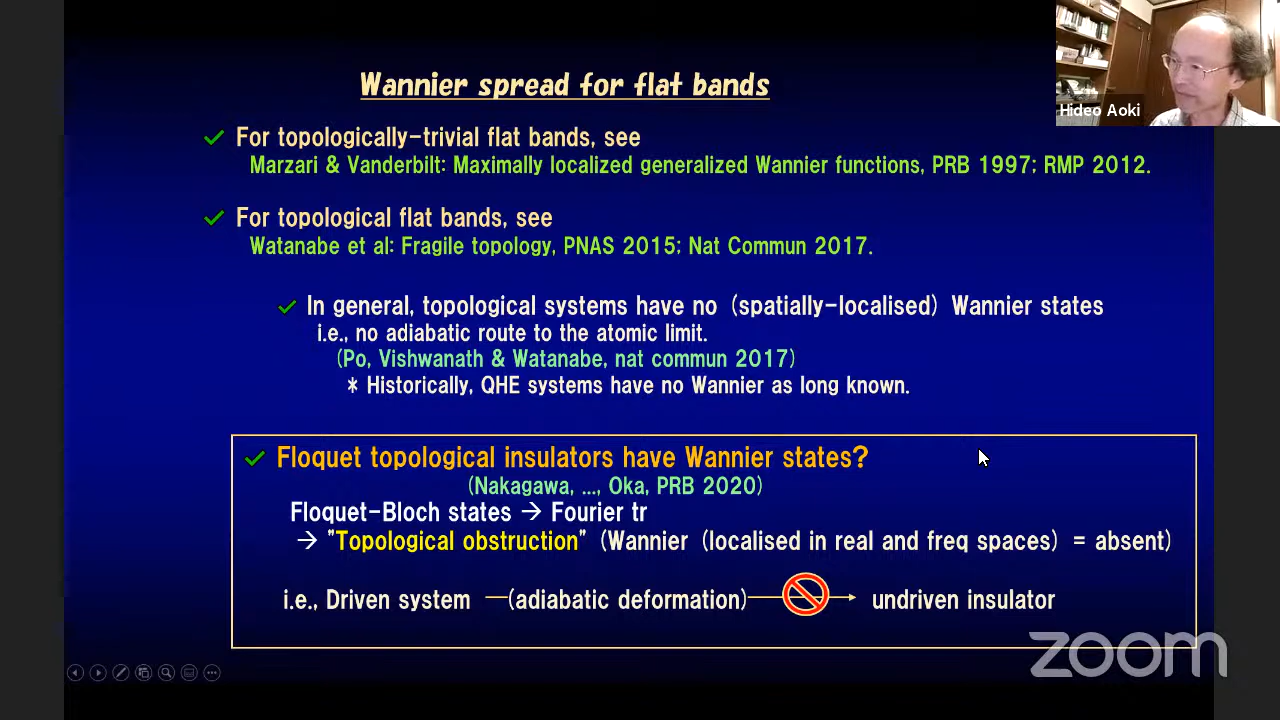 Wannier spread for flat bands
Hideo Aoki
✓ For topologically-trivial flat bands, see
Marzari & Vanderbilt: Maximally localized generalized Wannier functions, PRB 1997; RMP 2012.
✓ For topological flat bands, see
Watanabe et al: Fragile topology, PNAS 2015; Nat Commun 2017.
✓ In general, topological systems have no (spatially-localised) Wannier states
i.e., no adiabatic route to the atomic limit.
(Po, Vishwanath & Watanabe, nat commun 2017)
* Historically, QHE systems have no Wannier as long known.
✓ Floquet topological insulators have Wannier states?
(Nakagawa, ..., Oka, PRB 2020)
Floquet-Bloch states → Fourier tr
→ "Topological obstruction" (Wannier (localised in real and freq spaces) = absent)
i.e., Driven system —(adiabatic deformation)—→ undriven insulator
zoom